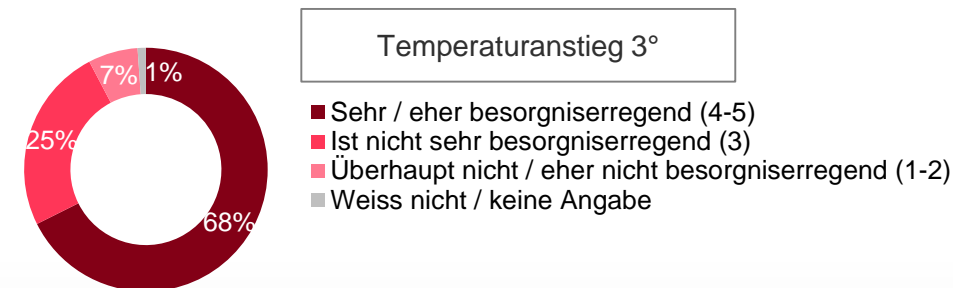 Temperaturanstieg 3°
7%
1%
25%
68%
Sehr / eher besorgniserregend (4-5)
Ist nicht sehr besorgniserregend (3)
Überhaupt nicht / eher nicht besorgniserregend (1-2)
Weiss nicht / keine Angabe